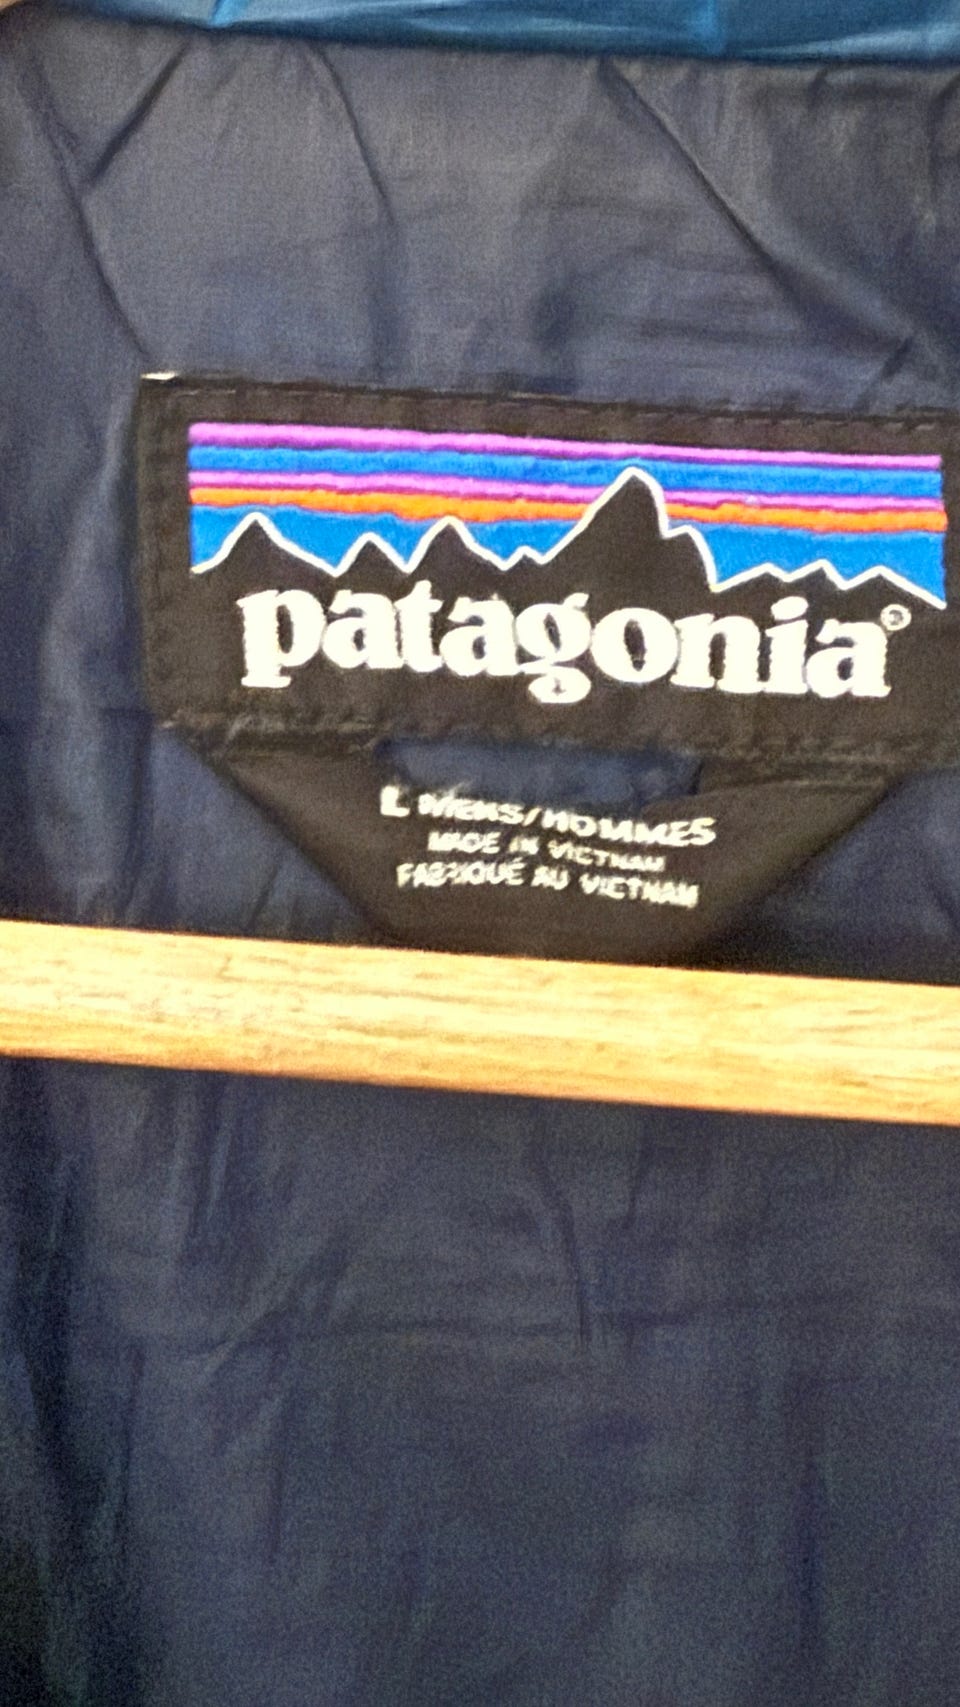 patagonia®
L MENS/HOMMES
MADE IN VIETNAM
FABRIQUÉ AU VIETNAM